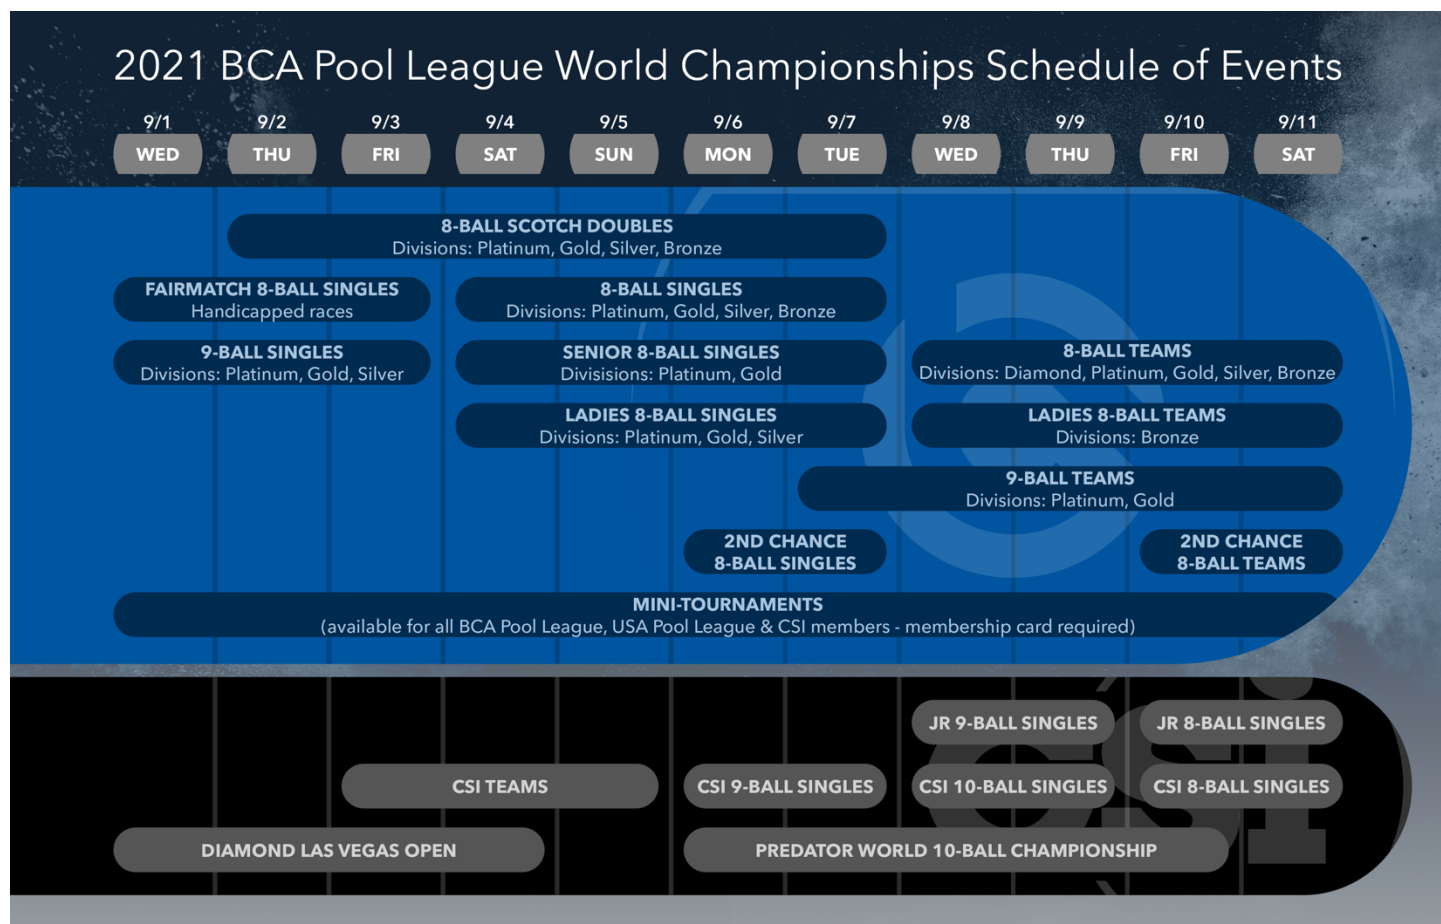 2021 BCA Pool League World Championships Schedule of Events
9/1 9/2 9/3 9/4 9/5 9/6 9/7 9/8 9/9 9/10 9/11
WED THU FRI SAT SUN MON TUE WED THU FRI SAT
8-BALL SCOTCH DOUBLES
Divisions: Platinum, Gold, Silver, Bronze
FAIRMATCH 8-BALL SINGLES
Handicapped races
8-BALL SINGLES
Divisions: Platinum, Gold, Silver, Bronze
9-BALL SINGLES
Divisions: Platinum, Gold, Silver
SENIOR 8-BALL SINGLES
Divisisions: Platinum, Gold
8-BALL TEAMS
Divisions: Diamond, Platinum, Gold, Silver, Bronze
LADIES 8-BALL SINGLES
Divisions: Platinum, Gold, Silver
LADIES 8-BALL TEAMS
Divisions: Bronze
9-BALL TEAMS
Divisions: Platinum, Gold
2ND CHANCE
8-BALL SINGLES
2ND CHANCE
8-BALL TEAMS
MINI-TOURNAMENTS
(available for all BCA Pool League, USA Pool League & CSI members - membership card required)
JR 9-BALL SINGLES
JR 8-BALL SINGLES
CSI TEAMS
CSI 9-BALL SINGLES
CSI 10-BALL SINGLES
CSI 8-BALL SINGLES
DIAMOND LAS VEGAS OPEN
PREDATOR WORLD 10-BALL CHAMPIONSHIP
csi